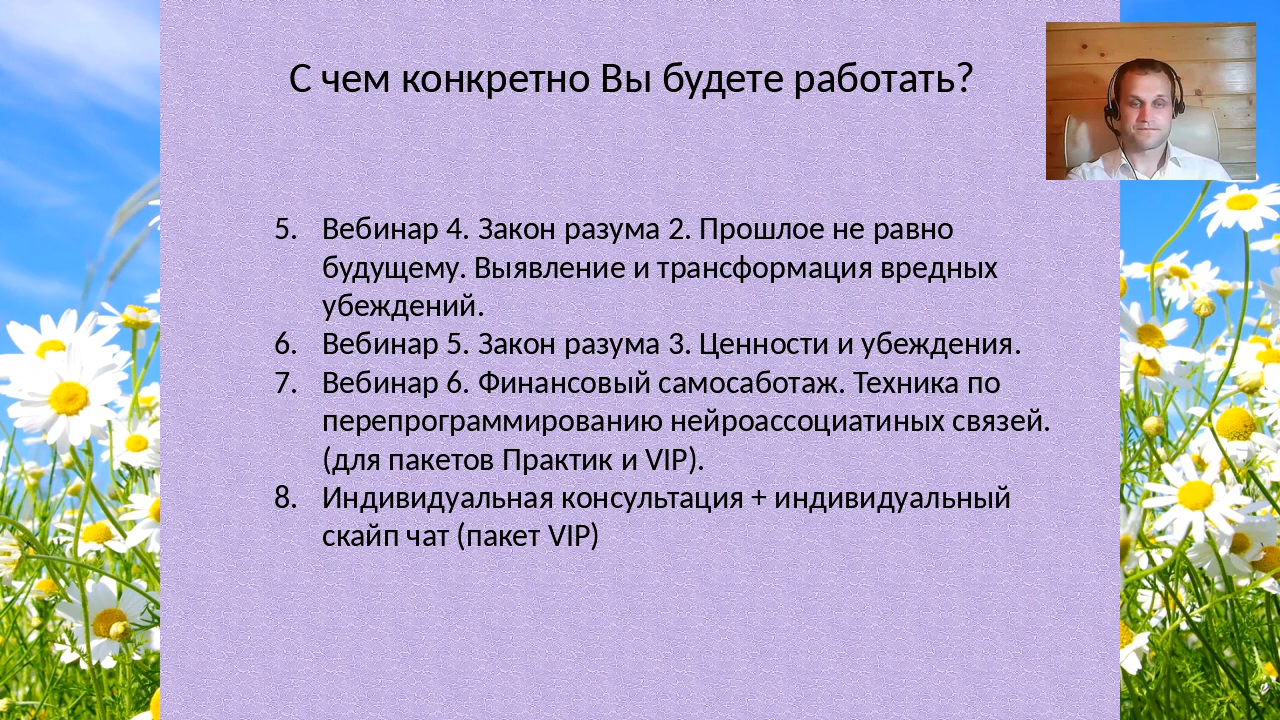 С чем конкретно Вы будете работать?
5. Вебинар 4. Закон разума 2. Прошлое не равно
будущему. Выявление и трансформация вредных
убеждений.
6. Вебинар 5. Закон разума 3. Ценности и убеждения.
7. Вебинар 6. Финансовый самосаботаж. Техника по
перепрограммированию нейроассоциатиных связей.
(для пакетов Практик и VIP).
8. Индивидуальная консультация + индивидуальный
скайп чат (пакет VIP)